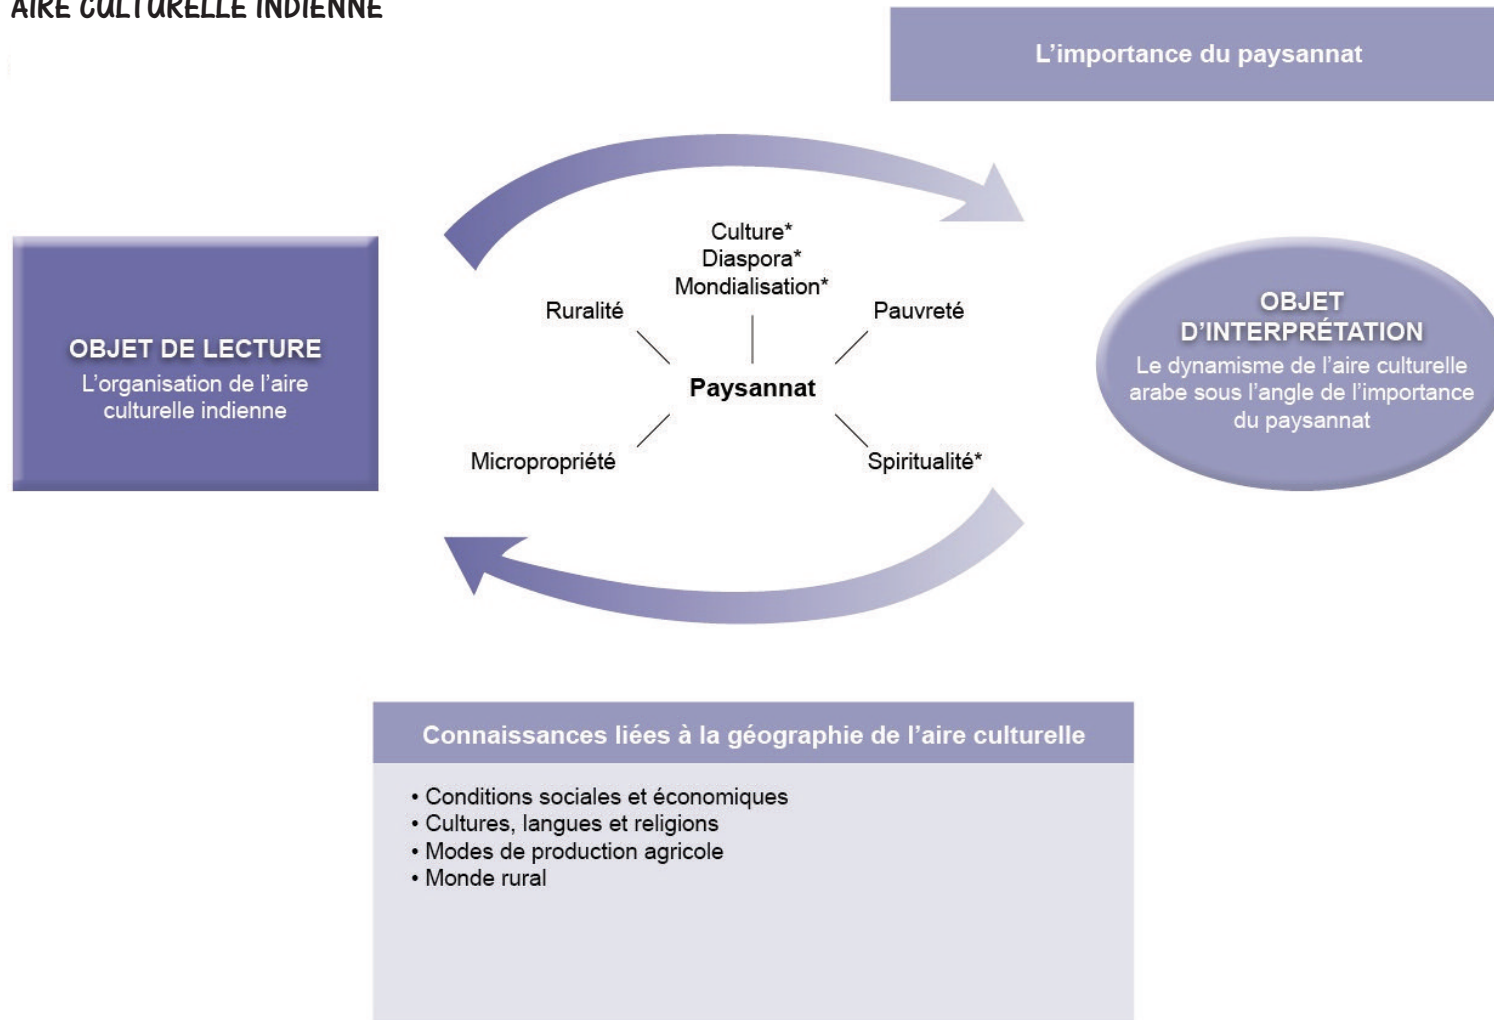 AIRE CULTURELLE INDIENNE
L'importance du paysannat
Culture*
Diaspora*
Mondialisation*
Ruralité
Pauvreté
Paysannat
Micropropriété
Spiritualité*
OBJET DE LECTURE
L'organisation de l'aire
culturelle indienne
OBJET
D'INTERPRÉTATION
Le dynamisme de l'aire culturelle
arabe sous l'angle de l'importance
du paysannat
Connaissances liées à la géographie de l'aire culturelle
• Conditions sociales et économiques
• Cultures, langues et religions
• Modes de production agricole
• Monde rural